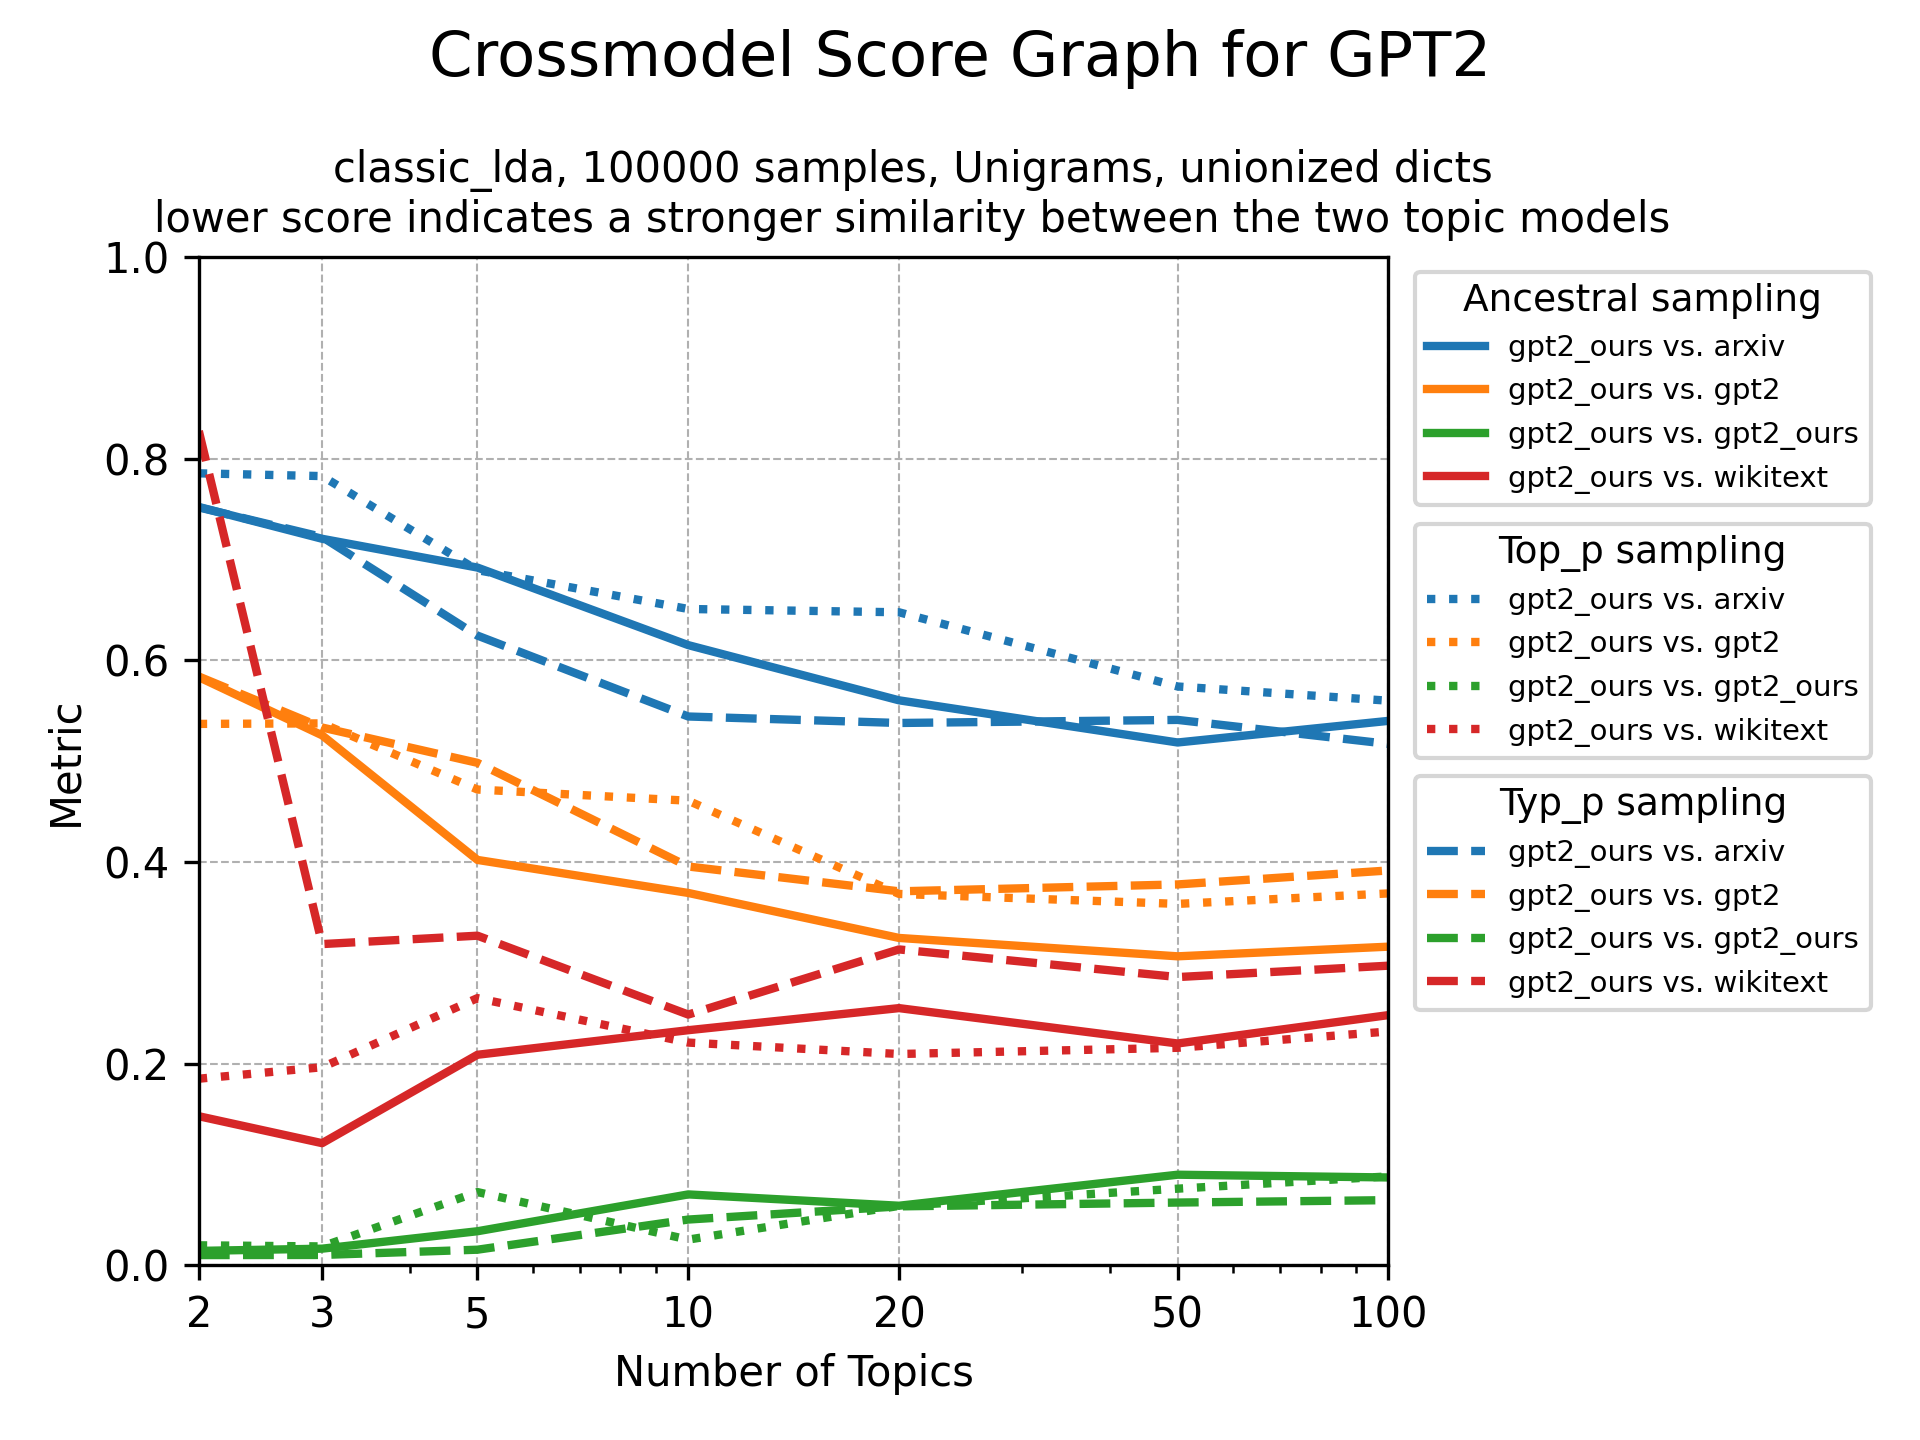 Crossmodel Score Graph for GPT2
classic_lda, 100000 samples, Unigrams, unionized dicts
lower score indicates a stronger similarity between the two topic models
1.0
0.8
0.6
0.4
0.2
0.0
Metric
2 3 5 10 20 50 100
Number of Topics
Ancestral sampling
gpt2_ours vs. arxiv
gpt2_ours vs. gpt2
gpt2_ours vs. gpt2_ours
gpt2_ours vs. wikitext
Top_p sampling
gpt2_ours vs. arxiv
gpt2_ours vs. gpt2
gpt2_ours vs. gpt2_ours
gpt2_ours vs. wikitext
Typ_p sampling
gpt2_ours vs. arxiv
gpt2_ours vs. gpt2
gpt2_ours vs. gpt2_ours
gpt2_ours vs. wikitext